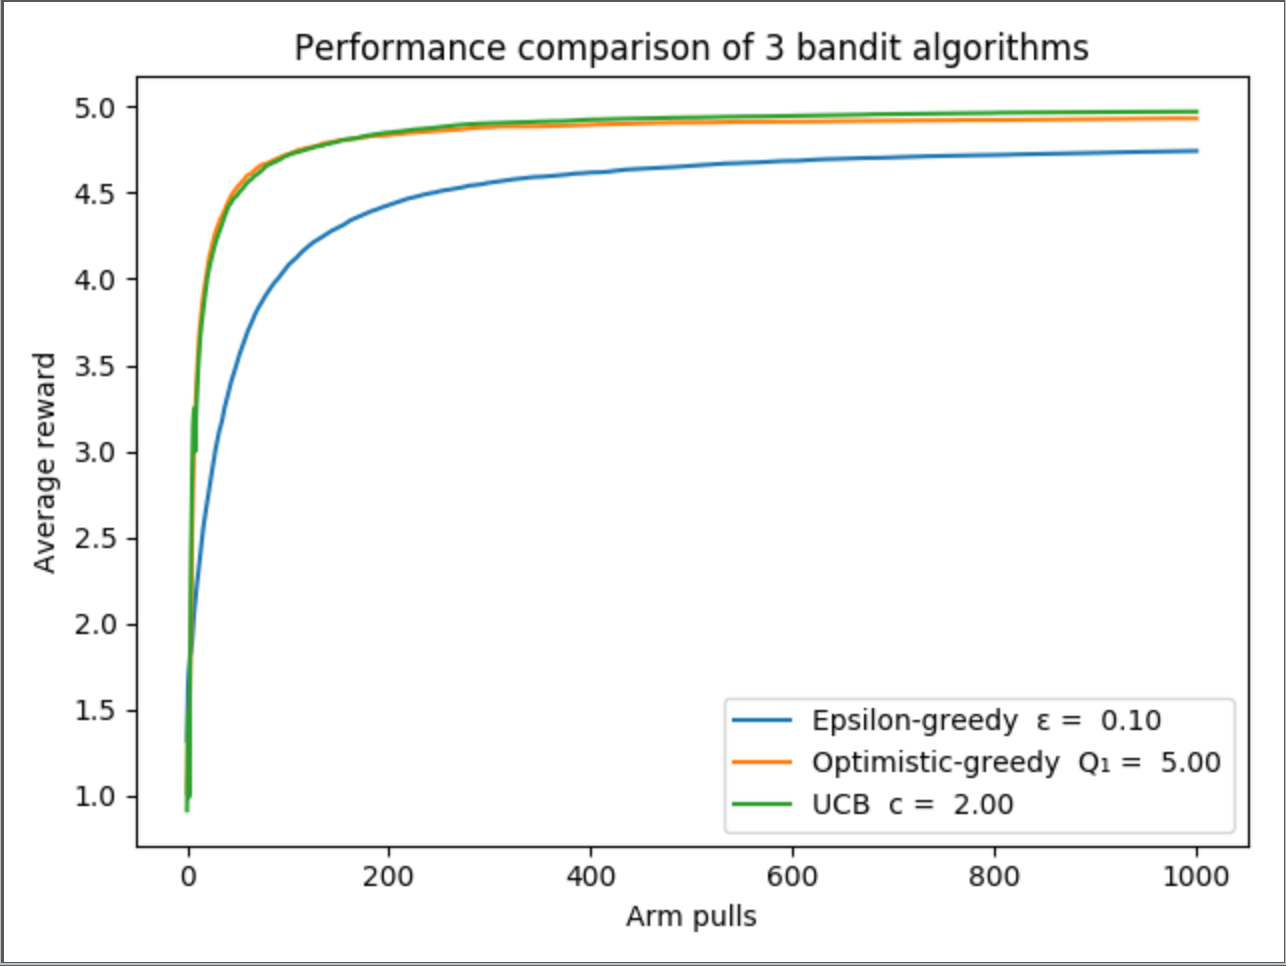 Performance comparison of 3 bandit algorithms
5.0
4.5
4.0
3.5
3.0
2.5
2.0
1.5
1.0
Average reward
Epsilon-greedy ε = 0.10
Optimistic-greedy Q₁ = 5.00
UCB c = 2.00
0 200 400 600 800 1000
Arm pulls